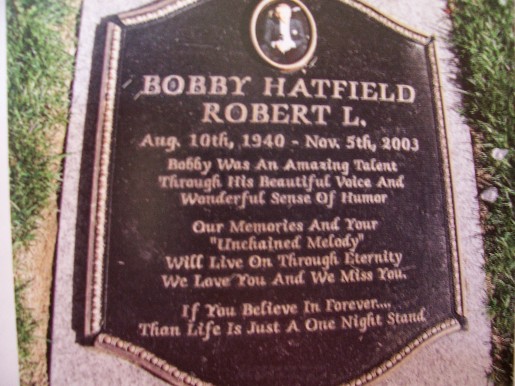 BOBBY HATFIELD
ROBERT L.
Aug. 10th, 1940 - Nov. 5th, 2003
Bobby Was An Amazing Talent
Through His Beautiful Voice And
Wonderful Sense Of Humor
Our Memories And Your
"Unchained Melody"
Will Live On Through Eternity
We Love You And We Miss You.
If You Believe In Forever....
Than Life Is Just A One Night Stand